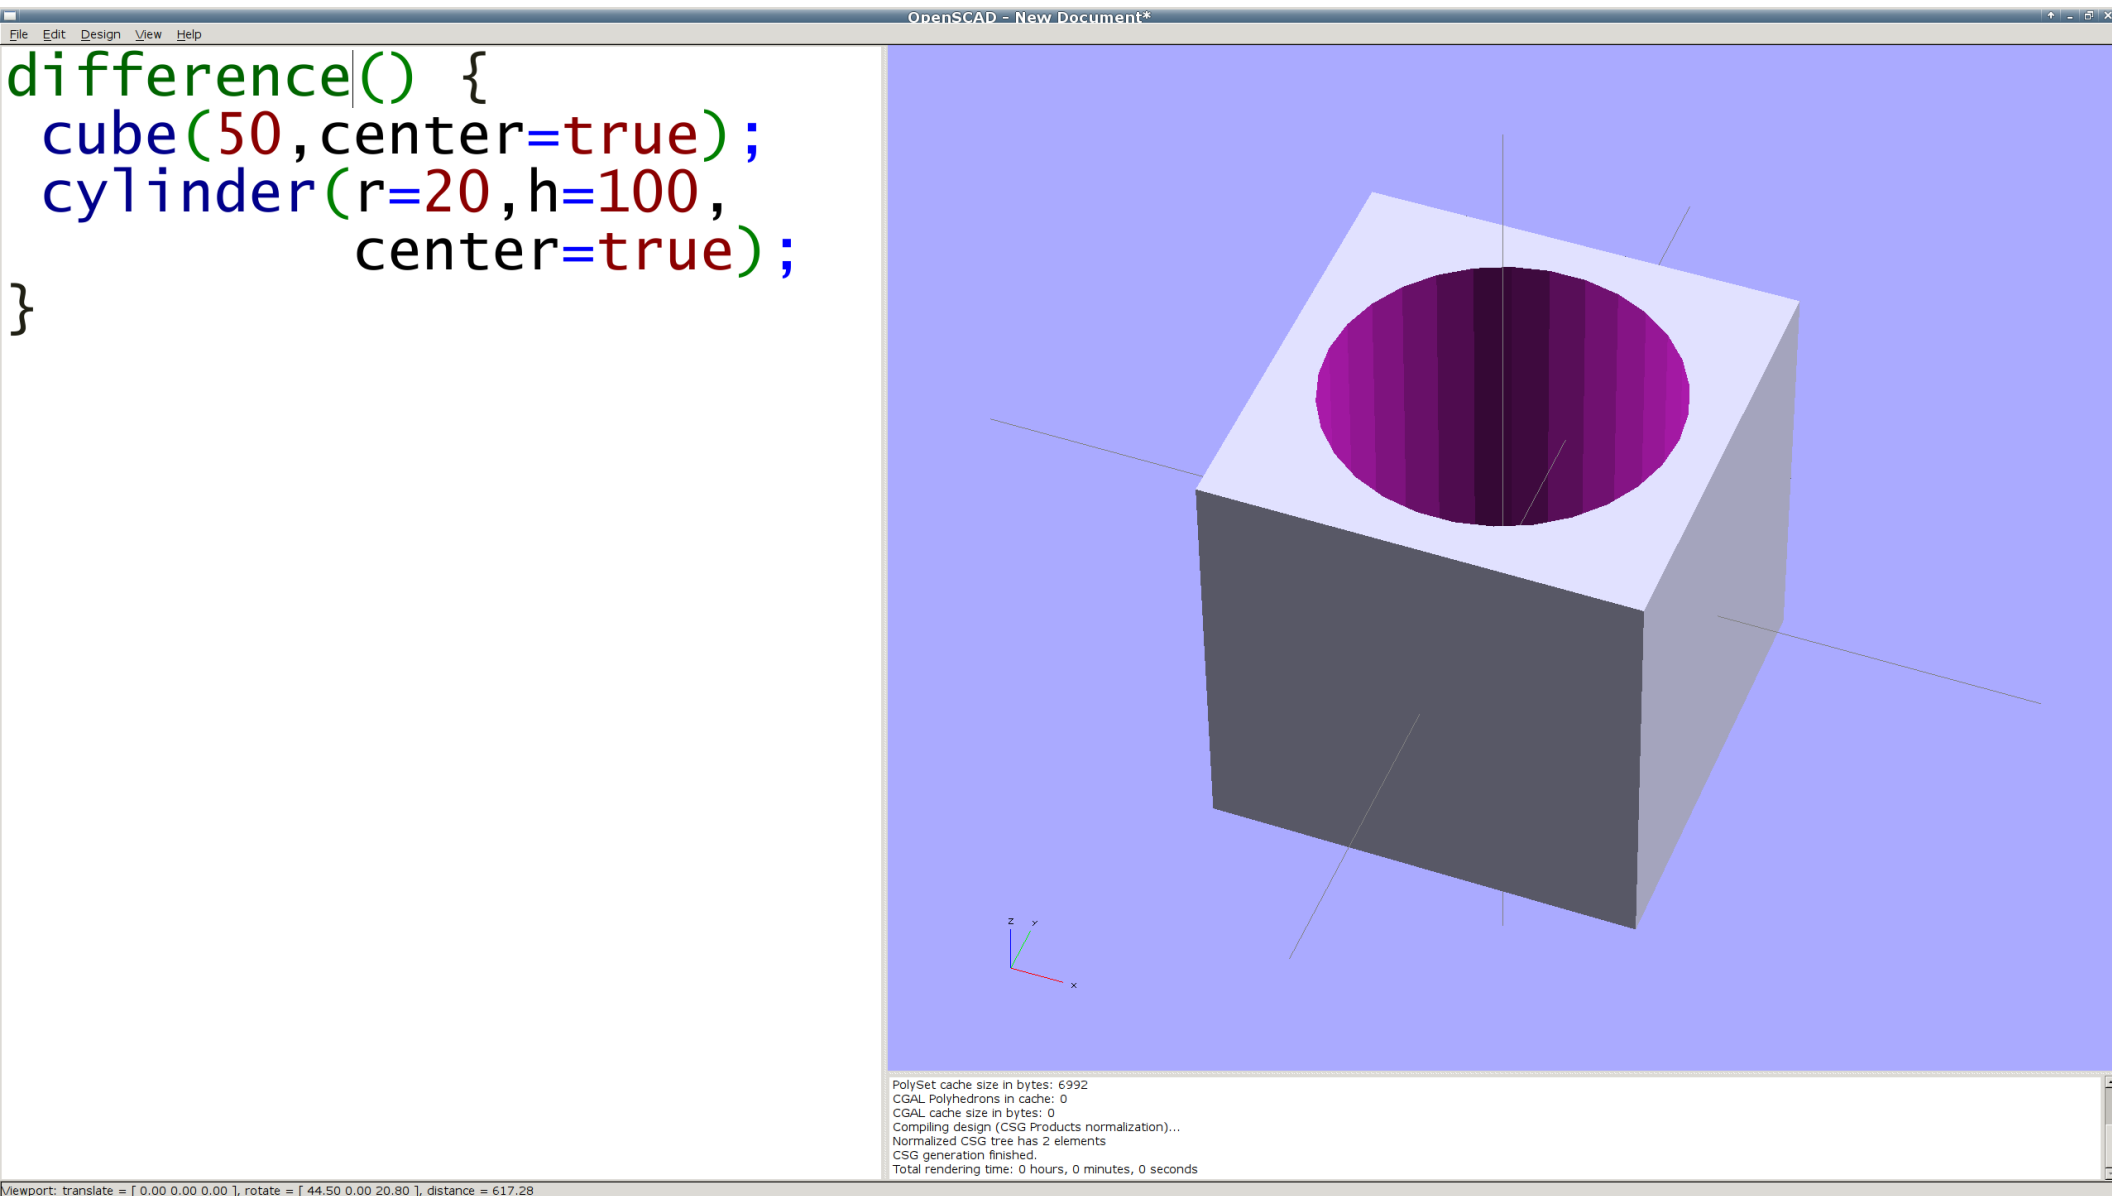 OpenSCAD - New Document*
File Edit Design View Help
difference() {
 cube(50,center=true);
 cylinder(r=20,h=100,
          center=true);
}
z y
x
PolySet cache size in bytes: 6992
CGAL Polyhedrons in cache: 0
CGAL cache size in bytes: 0
Compiling design (CSG Products normalization)...
Normalized CSG tree has 2 elements
CSG generation finished.
Total rendering time: 0 hours, 0 minutes, 0 seconds
Viewport: translate = [ 0.00 0.00 0.00 ], rotate = [ 44.50 0.00 20.80 ], distance = 617.28